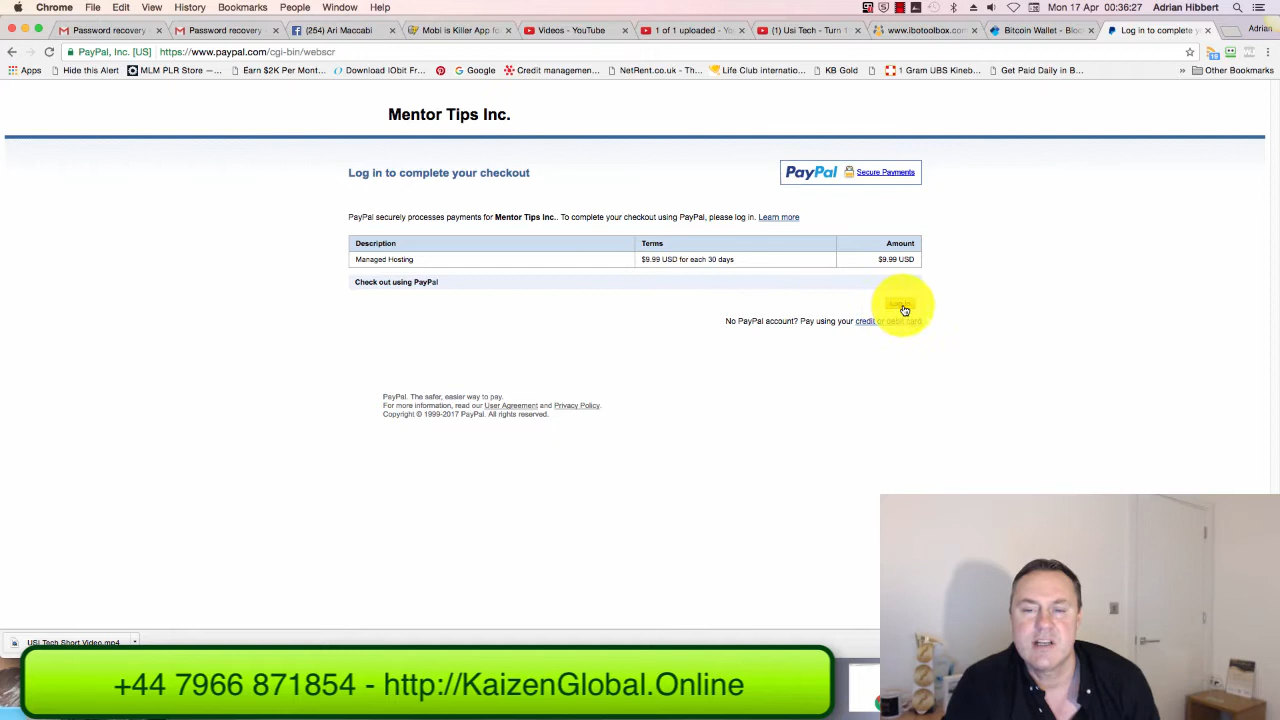 Chrome File Edit View History Bookmarks People Window Help Mon 17 Apr 00:36:27 Adrian Hibbert
Password recovery Password recovery (254) Ari Maccabi Mobi is Killer App fo Videos - YouTube 1 of 1 uploaded - Yo (1) Usi Tech - Turn 1 www.ibotoolbox.com Bitcoin Wallet - Bloc Log in to complete y Adrian
PayPal, Inc. [US] https://www.paypal.com/cgi-bin/webscr
Apps Hide this Alert MLM PLR Store — Earn $2K Per Mont... Download IObit Fr... Google Credit managemen... NetRent.co.uk - th... Life Club Internatio... KB Gold 1 Gram UBS Kineb... Get Paid Daily in B... » Other Bookmarks
Mentor Tips Inc.
Log in to complete your checkout
PayPal Secure Payments
PayPal securely processes payments for Mentor Tips Inc.. To complete your checkout using PayPal, please log in. Learn more
Description Terms Amount
Managed Hosting $9.99 USD for each 30 days $9.99 USD
Check out using PayPal
No PayPal account? Pay using your credit or debit card
PayPal. The safer, easier way to pay.
For more information, read our User Agreement and Privacy Policy.
Copyright © 1999-2017 PayPal. All rights reserved.
USI Tech Short Video.mp4
+44 7966 871854 - http://KaizenGlobal.Online